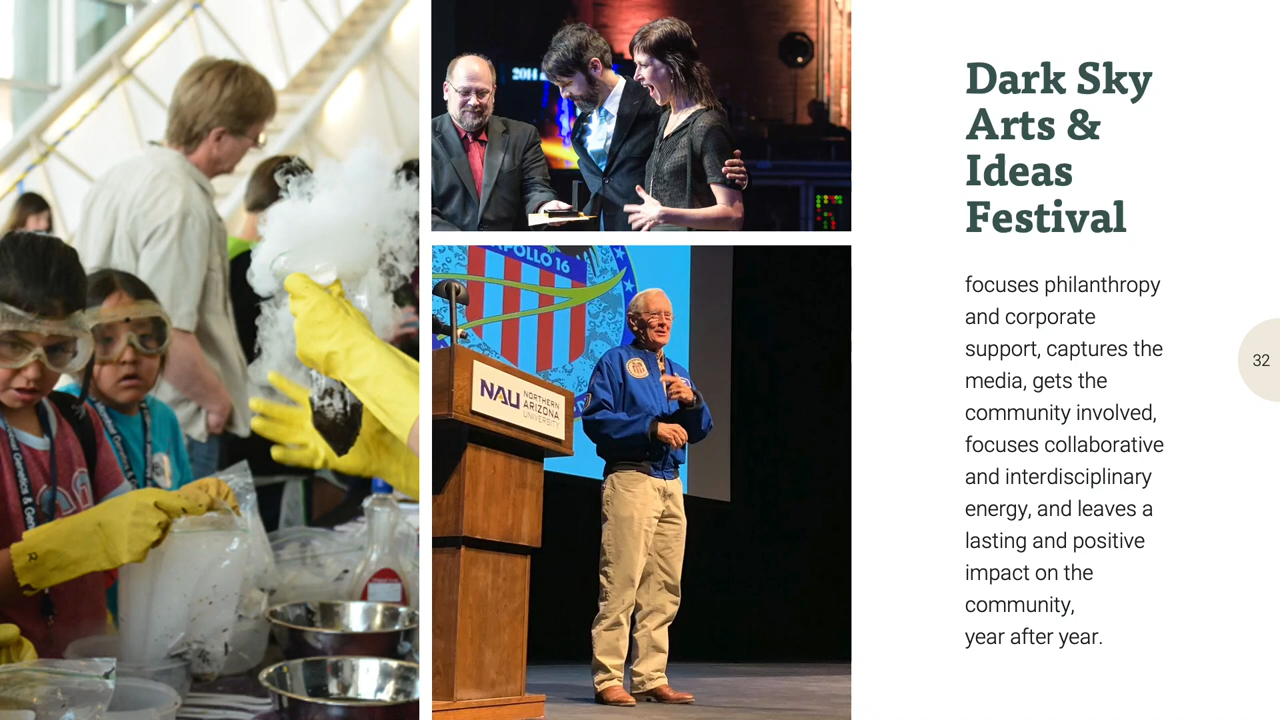 2014
APOLLO 16
NAU
NORTHERN
ARIZONA
UNIVERSITY
Genetics &
Dark Sky
Arts &
Ideas
Festival
focuses philanthropy
and corporate
support, captures the
media, gets the
community involved,
focuses collaborative
and interdisciplinary
energy, and leaves a
lasting and positive
impact on the
community,
year after year.
32